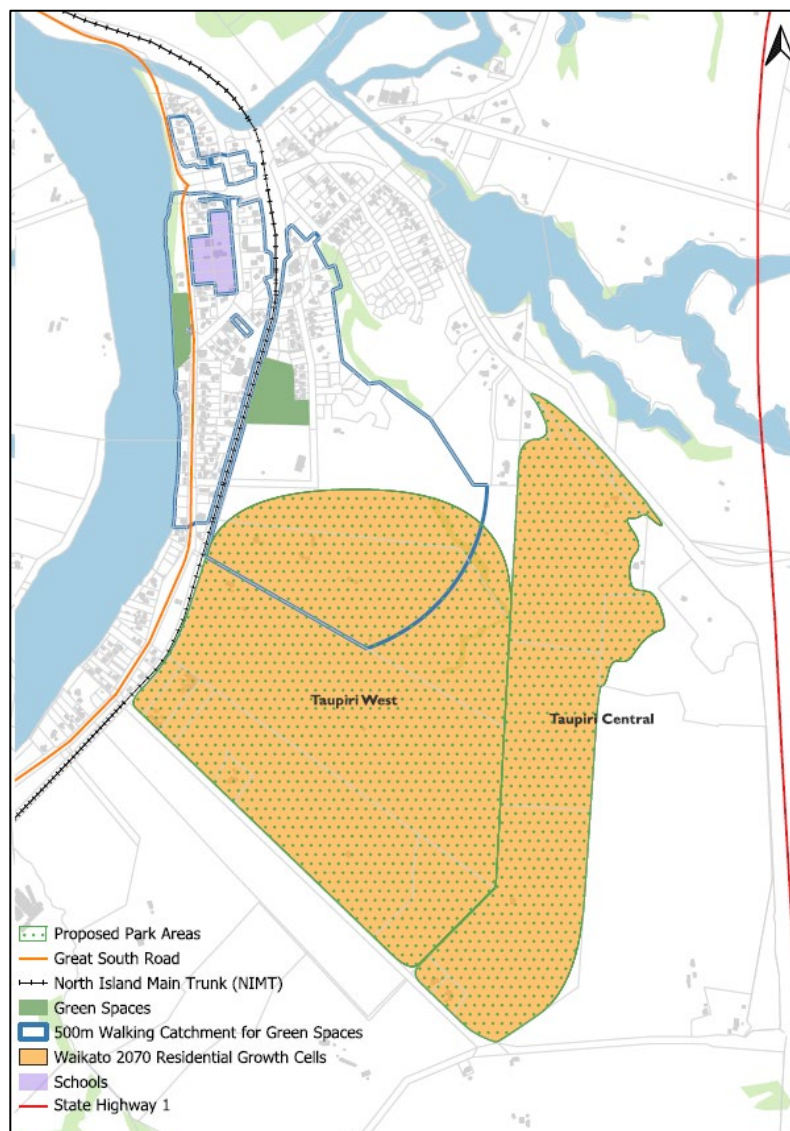 Taupiri West
Taupiri Central
Proposed Park Areas
Great South Road
North Island Main Trunk (NIMT)
Green Spaces
500m Walking Catchment for Green Spaces
Waikato 2070 Residential Growth Cells
Schools
State Highway 1